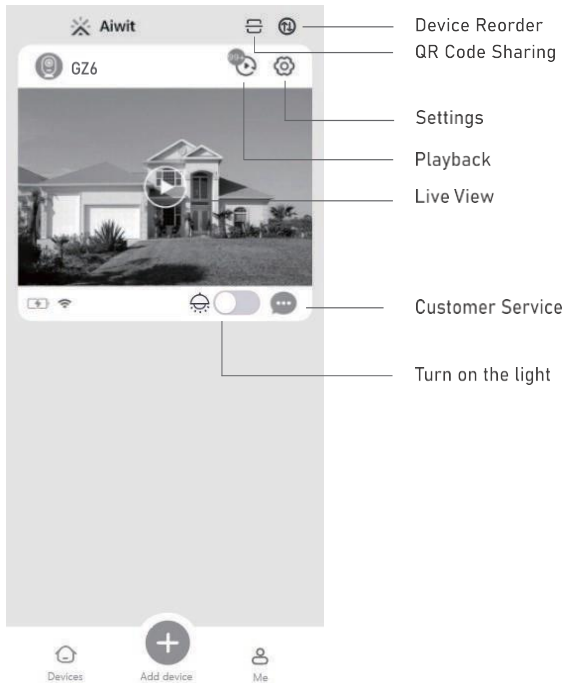 Aiwit
Device Reorder
QR Code Sharing
GZ6
99+
Settings
Playback
Live View
Customer Service
Turn on the light
Devices
Add device
Me